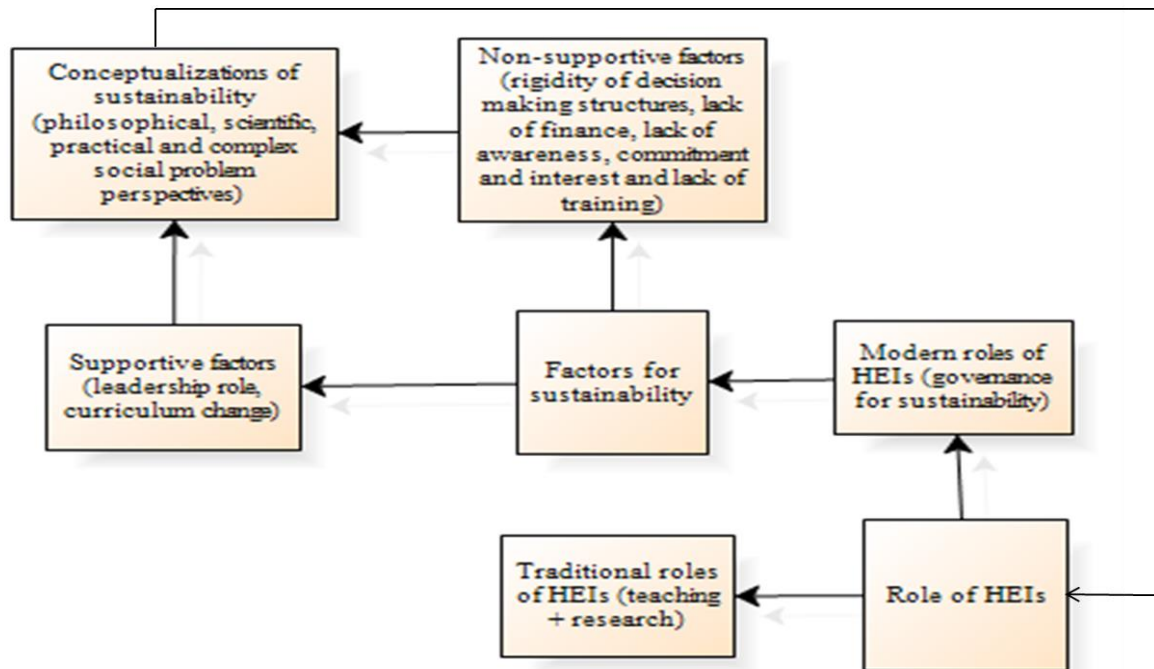 Conceptualizations of
sustainability
(philosophical, scientific,
practical and complex
social problem
perspectives)
Non-supportive factors
(rigidity of decision
making structures, lack
of finance, lack of
awareness, commitment
and interest and lack of
training)
Supportive factors
(leadership role,
curriculum change)
Factors for
sustainability
Modern roles of
HEIs (governance
for sustainability)
Traditional roles
of HEIs (teaching
+ research)
Role of HEIs